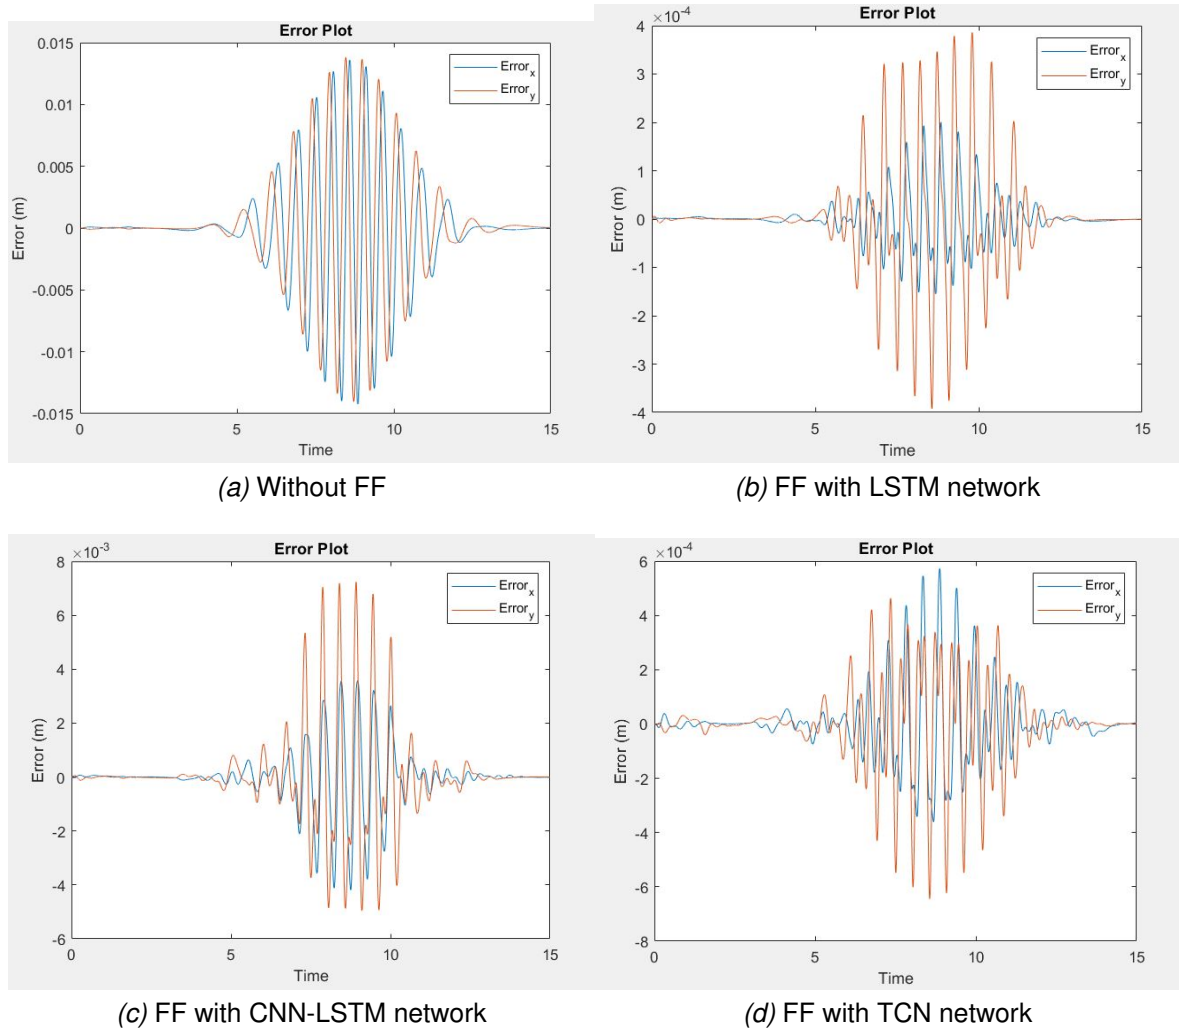 Error Plot
0.015
0.01
0.005
0
-0.005
-0.01
-0.015
0
5
10
15
Error (m)
Time
Error_x
Error_y
(a) Without FF
×10^-4
Error Plot
4
3
2
1
0
-1
-2
-3
-4
0
5
10
15
Error (m)
Time
Error_x
Error_y
(b) FF with LSTM network
×10^-3
Error Plot
8
6
4
2
0
-2
-4
-6
0
5
10
15
Error (m)
Time
Error_x
Error_y
(c) FF with CNN-LSTM network
×10^-4
Error Plot
6
4
2
0
-2
-4
-6
-8
0
5
10
15
Error (m)
Time
Error_x
Error_y
(d) FF with TCN network